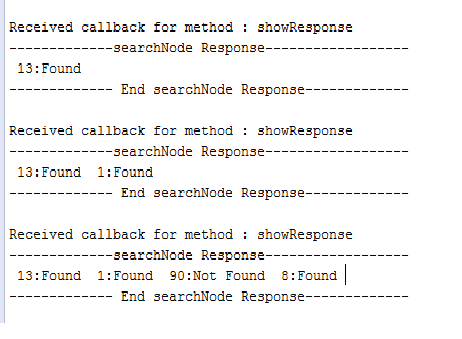 Received callback for method : showResponse
-------------searchNode Response------------------
13:Found
------------- End searchNode Response-------------
Received callback for method : showResponse
-------------searchNode Response------------------
13:Found  1:Found
------------- End searchNode Response-------------
Received callback for method : showResponse
-------------searchNode Response------------------
13:Found  1:Found  90:Not Found  8:Found
------------- End searchNode Response-------------